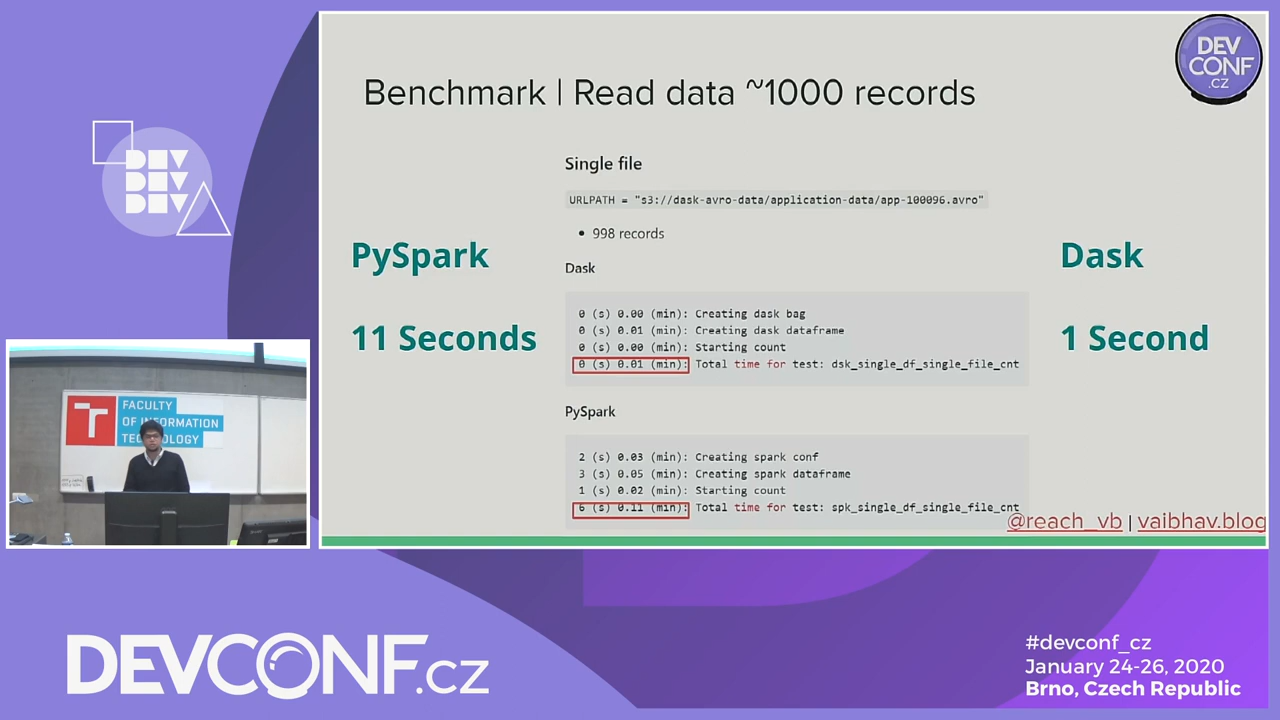 DEV
CONF
.CZ
Benchmark | Read data ~1000 records
DEV
DEV
DEV
Single file
URLPATH = "s3://dask-avro-data/application-data/app-100096.avro"
• 998 records
PySpark
Dask
Dask
0 (s) 0.00 (min): Creating dask bag
0 (s) 0.01 (min): Creating dask dataframe
0 (s) 0.00 (min): Starting count
0 (s) 0.01 (min): Total time for test: dsk_single_df_single_file_cnt
11 Seconds
1 Second
PySpark
2 (s) 0.03 (min): Creating spark conf
3 (s) 0.05 (min): Creating spark dataframe
1 (s) 0.02 (min): Starting count
6 (s) 0.11 (min): Total time for test: spk_single_df_single_file_cnt
@reach_vb | vaibhav.blog
FACULTY
OF INFORMATION
TECHNOLOGY
DEVCONF.cz
#devconf_cz
January 24-26, 2020
Brno, Czech Republic